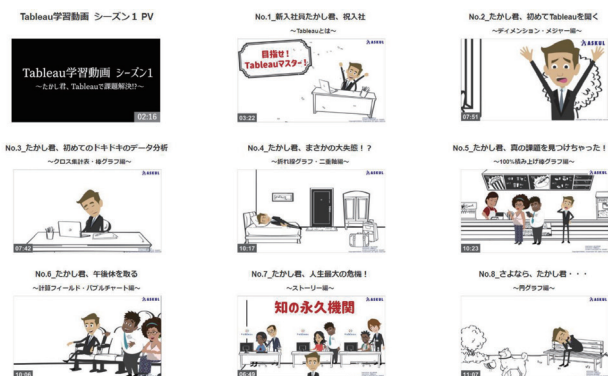 Tableau学習動画 シーズン1 PV
Tableau学習動画 シーズン1
~たかし君、Tableauで課題解決!?~
02:16
No.1_新入社員たかし君、祝入社
~Tableauとは~
ASKUL
目指せ!
Tableauマスター!
03:22
No.2_たかし君、初めてTableauを開く
~ディメンション・メジャー編~
ASKUL
07:51
No.3_たかし君、初めてのドキドキのデータ分析
~クロス集計表・棒グラフ編~
ASKUL
07:42
No.4_たかし君、まさかの大失態!?
~折れ線グラフ・二重軸編~
ASKUL
10:17
No.5_たかし君、真の課題を見つけちゃった!
~100%積み上げ棒グラフ編~
ASKUL
10:23
No.6_たかし君、午後休を取る
~計算フィールド・バブルチャート編~
ASKUL
10:06
No.7_たかし君、人生最大の危機!
~ストーリー編~
ASKUL
知の永久機関
06:49
No.8_さよなら、たかし君・・・
~円グラフ編~
ASKUL
11:07